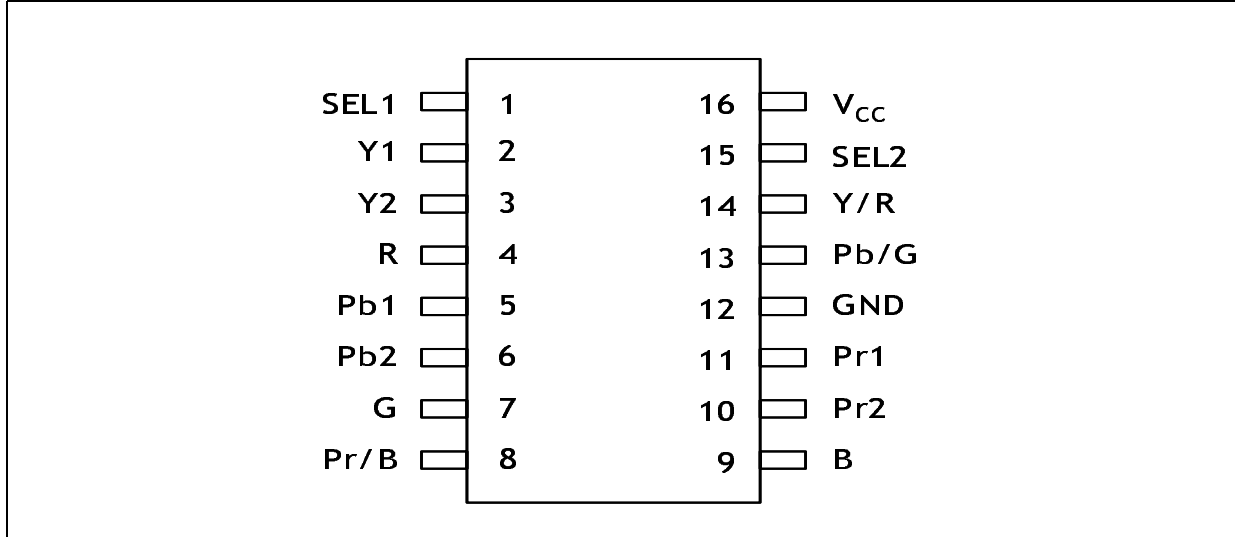 SEL1 1 16 VCC
Y1 2 15 SEL2
Y2 3 14 Y/R
R 4 13 Pb/G
Pb1 5 12 GND
Pb2 6 11 Pr1
G 7 10 Pr2
Pr/B 8 9 B